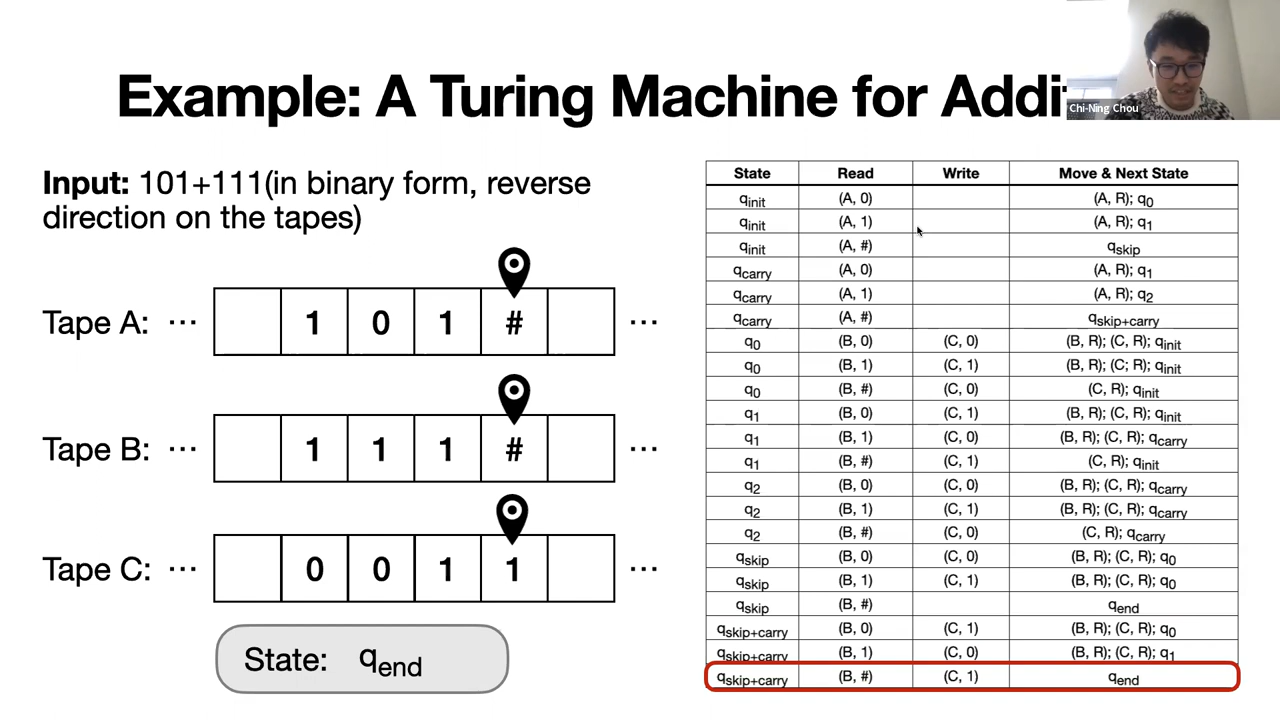 Example: A Turing Machine for Addi
Chi-Ning Chou
Input: 101+111(in binary form, reverse
direction on the tapes)
Tape A: ··· 1 0 1 # ···
Tape B: ··· 1 1 1 # ···
Tape C: ··· 0 0 1 1 ···
State: qend
State Read Write Move & Next State
qinit (A, 0) (A, R); q0
qinit (A, 1) (A, R); q1
qinit (A, #) qskip
qcarry (A, 0) (A, R); q1
qcarry (A, 1) (A, R); q2
qcarry (A, #) qskip+carry
q0 (B, 0) (C, 0) (B, R); (C, R); qinit
q0 (B, 1) (C, 1) (B, R); (C; R); qinit
q0 (B, #) (C, 0) (C, R); qinit
q1 (B, 0) (C, 1) (B, R); (C, R); qinit
q1 (B, 1) (C, 0) (B, R); (C, R); qcarry
q1 (B, #) (C, 1) (C, R); qinit
q2 (B, 0) (C, 0) (B, R); (C, R); qcarry
q2 (B, 1) (C, 1) (B, R); (C, R); qcarry
q2 (B, #) (C, 0) (C, R); qcarry
qskip (B, 0) (C, 0) (B, R); (C, R); q0
qskip (B, 1) (C, 1) (B, R); (C, R); q0
qskip (B, #) qend
qskip+carry (B, 0) (C, 1) (B, R); (C, R); q0
qskip+carry (B, 1) (C, 0) (B, R); (C, R); q1
qskip+carry (B, #) (C, 1) qend